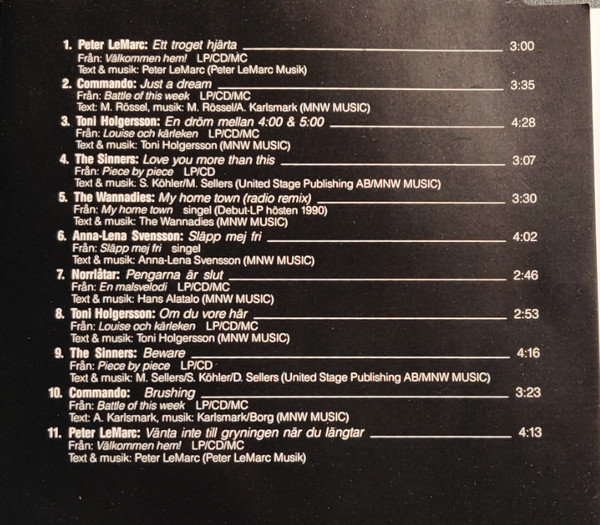 1. Peter LeMarc: Ett troget hjärta 3:00
Från: Välkommen hem! LP/CD/MC
Text & musik: Peter LeMarc (Peter LeMarc Musik)
2. Commando: Just a dream 3:35
Från: Battle of this week LP/CD/MC
Text: M. Rössel, musik: M. Rössel/A. Karlsmark (MNW MUSIC)
3. Toni Holgersson: En dröm mellan 4:00 & 5:00 4:28
Från: Louise och kärleken LP/CD/MC
Text & musik: Toni Holgersson (MNW MUSIC)
4. The Sinners: Love you more than this 3:07
Från: Piece by piece LP/CD
Text & musik: S. Köhler/M. Sellers (United Stage Publishing AB/MNW MUSIC)
5. The Wannadies: My home town (radio remix) 3:30
Från: My home town singel (Debut-LP hösten 1990)
Text & musik: The Wannadies (MNW MUSIC)
6. Anna-Lena Svensson: Släpp mej fri 4:02
Från: Släpp mej fri singel
Text & musik: Anna-Lena Svensson (MNW MUSIC)
7. Norrlåtar: Pengarna är slut 2:46
Från: En malsvelodi LP/CD/MC
Text & musik: Hans Alatalo (MNW MUSIC)
8. Toni Holgersson: Om du vore här 2:53
Från: Louise och kärleken LP/CD/MC
Text & musik: Toni Holgersson (MNW MUSIC)
9. The Sinners: Beware 4:16
Från: Piece by piece LP/CD
Text & musik: M. Sellers/S. Köhler/D. Sellers (United Stage Publishing AB/MNW MUSIC)
10. Commando: Brushing 3:23
Från: Battle of this week LP/CD/MC
Text: A. Karlsmark, musik: Karlsmark/Borg (MNW MUSIC)
11. Peter LeMarc: Vänta inte till gryningen när du längtar 4:13
Från: Välkommen hem! LP/CD/MC
Text & musik: Peter LeMarc (Peter LeMarc Musik)